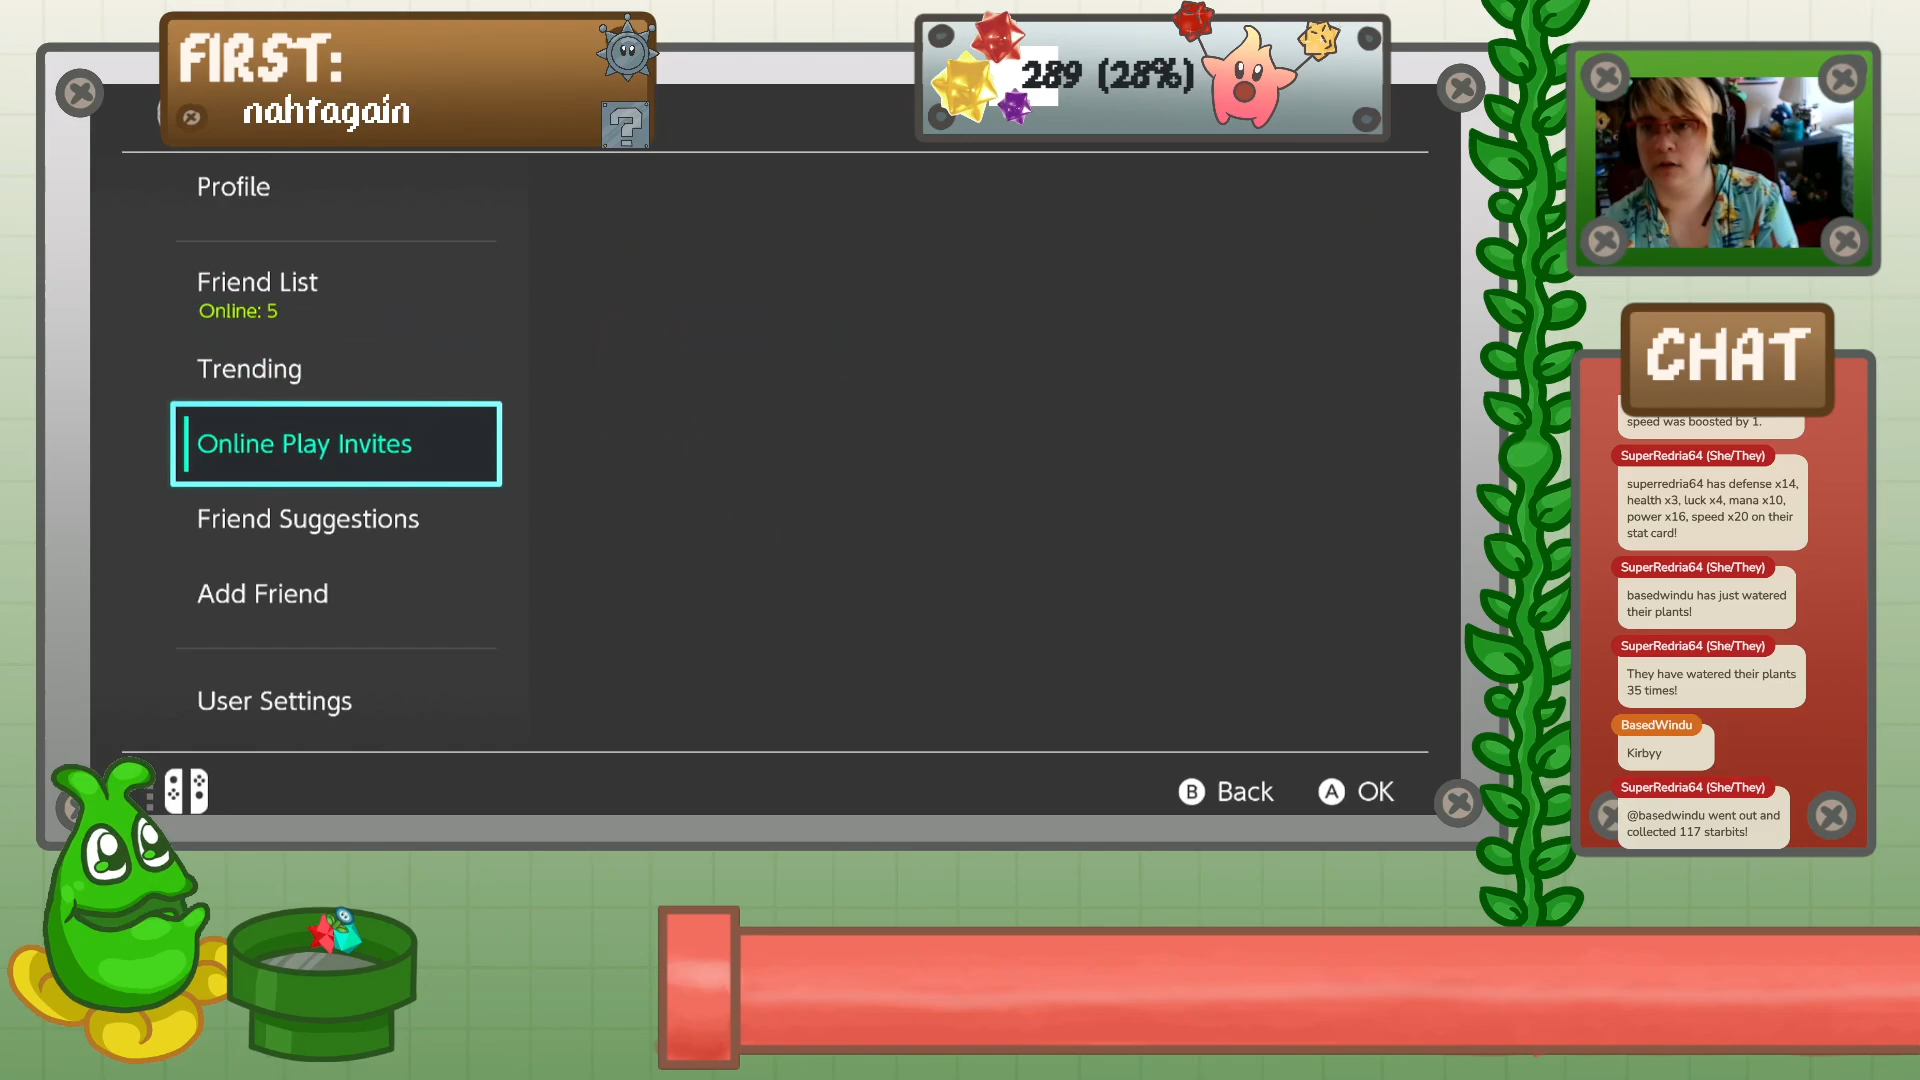 FIRST:
nahtagain
289 (28%)
Profile
Friend List
Online: 5
Trending
Online Play Invites
Friend Suggestions
Add Friend
User Settings
B Back
A OK
CHAT
speed was boosted by 1.
SuperRedria64 (She/They)
superredria64 has defense x14,
health x3, luck x4, mana x10,
power x16, speed x20 on their
stat card!
SuperRedria64 (She/They)
basedwindu has just watered
their plants!
SuperRedria64 (She/They)
They have watered their plants
35 times!
BasedWindu
Kirbyy
SuperRedria64 (She/They)
@basedwindu went out and
collected 117 starbits!